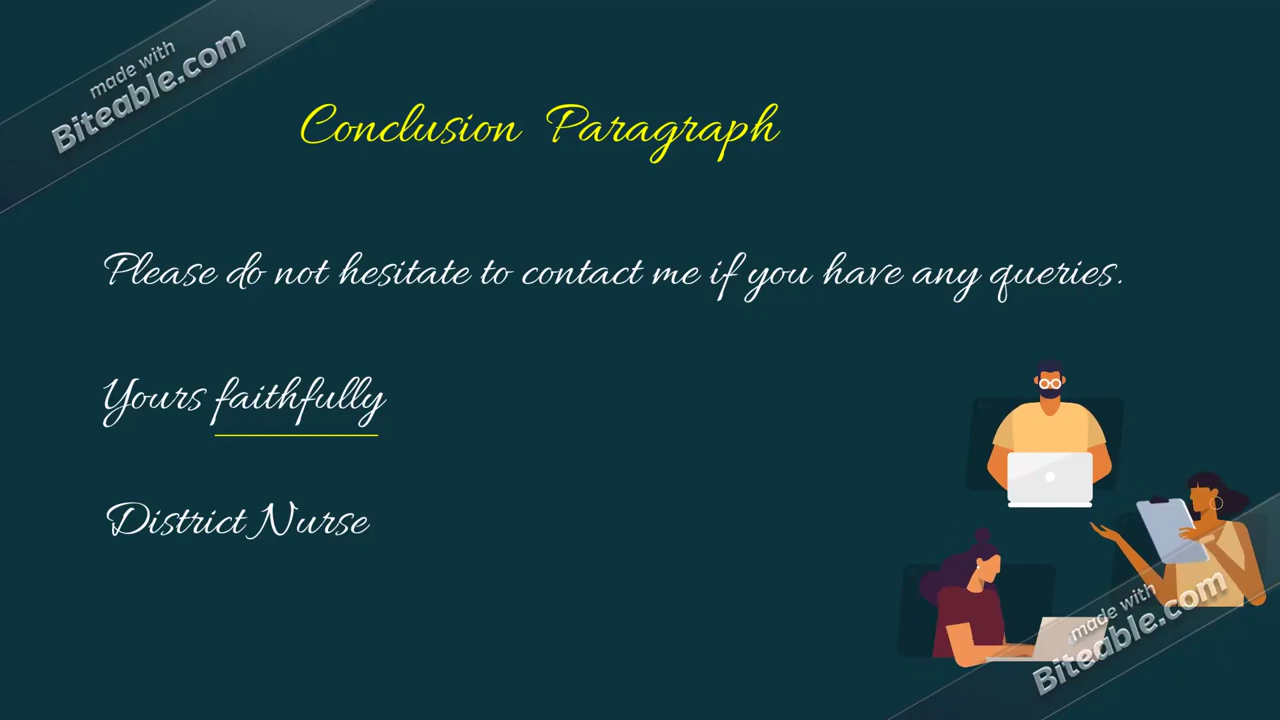 made with
Biteable.com
Conclusion Paragraph
Please do not hesitate to contact me if you have any queries.
Yours faithfully
District Nurse
made with
Biteable.com